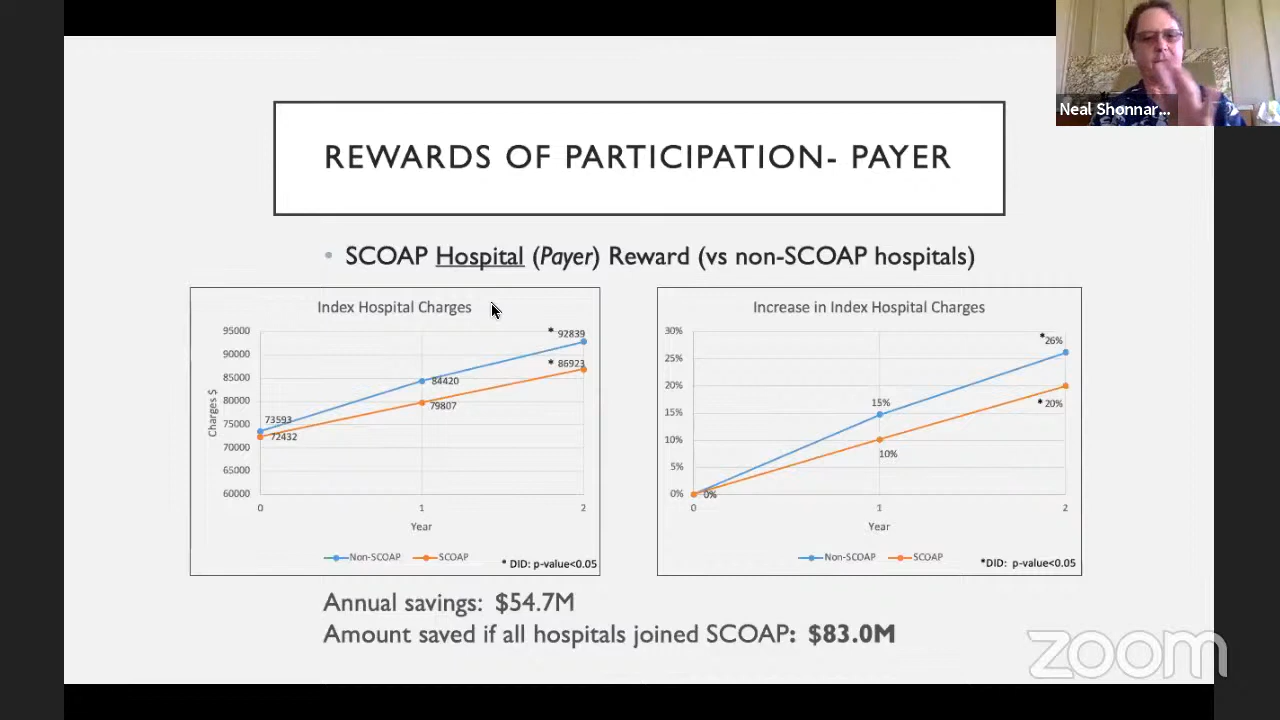 Neal Shonnar...
REWARDS OF PARTICIPATION- PAYER
• SCOAP Hospital (Payer) Reward (vs non-SCOAP hospitals)
Index Hospital Charges
95000
90000
85000
80000
75000
70000
65000
60000
Charges $
* 92839
* 86923
84420
79807
73593
72432
0 1 2
Year
Non-SCOAP SCOAP
* DID: p-value<0.05
Increase in Index Hospital Charges
30%
25%
20%
15%
10%
5%
0%
*26%
* 20%
15%
10%
0%
0 1 2
Year
Non-SCOAP SCOAP
*DID: p-value<0.05
Annual savings: $54.7M
Amount saved if all hospitals joined SCOAP: $83.0M
zoom